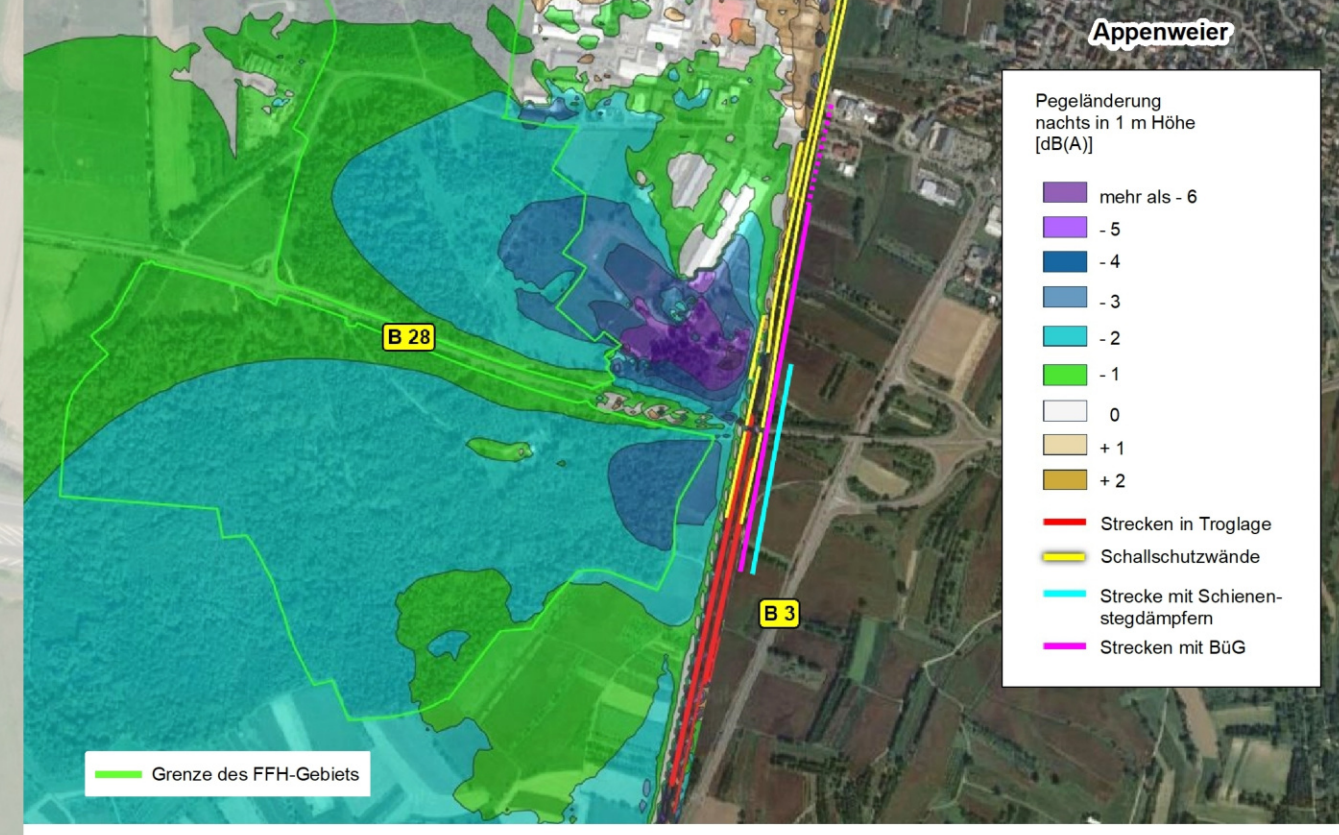 Appenweier
Pegeländerung
nachts in 1 m Höhe
[dB(A)]
mehr als - 6
- 5
- 4
- 3
- 2
- 1
0
+ 1
+ 2
Strecken in Troglage
Schallschutzwände
Strecke mit Schienen-
stegdämpfern
Strecken mit BüG
B 28
B 3
Grenze des FFH-Gebiets